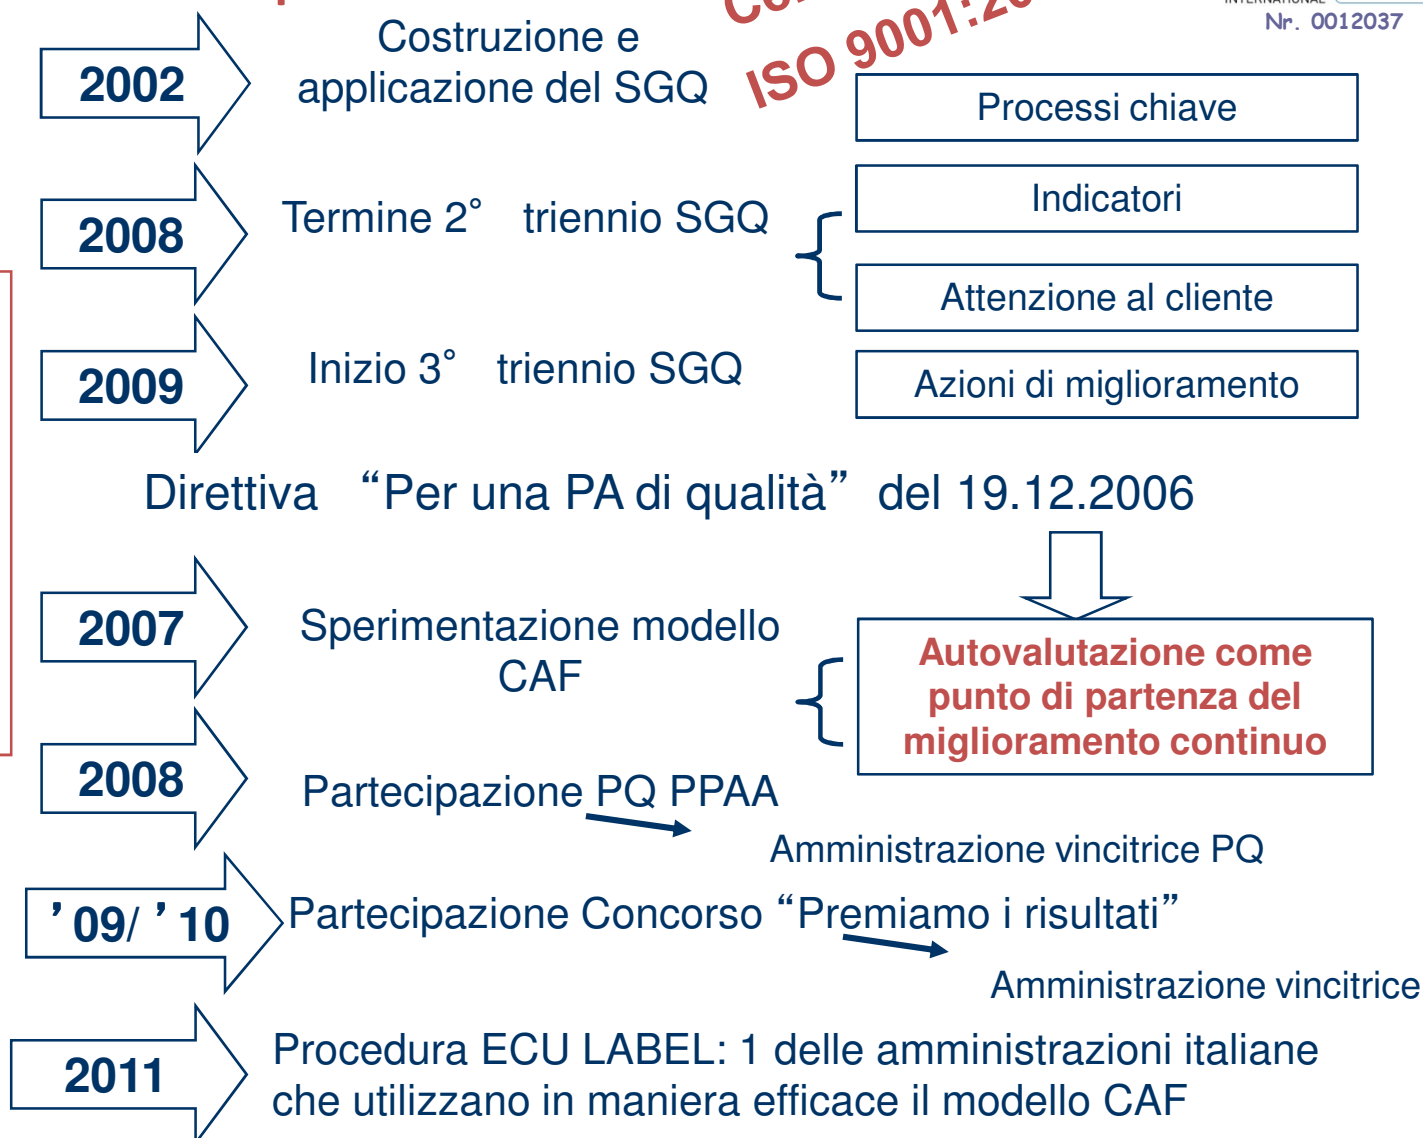 ISO 9001:20
INTERNATIONAL
Nr. 0012037
2002
Costruzione e
applicazione del SGQ
Processi chiave
2008
Termine 2° triennio SGQ
Indicatori
Attenzione al cliente
2009
Inizio 3° triennio SGQ
Azioni di miglioramento
Direttiva “Per una PA di qualità” del 19.12.2006
2007
Sperimentazione modello
CAF
Autovalutazione come
punto di partenza del
miglioramento continuo
2008
Partecipazione PQ PPAA
Amministrazione vincitrice PQ
’09/ ’10
Partecipazione Concorso “Premiamo i risultati”
Amministrazione vincitrice
2011
Procedura ECU LABEL: 1 delle amministrazioni italiane
che utilizzano in maniera efficace il modello CAF